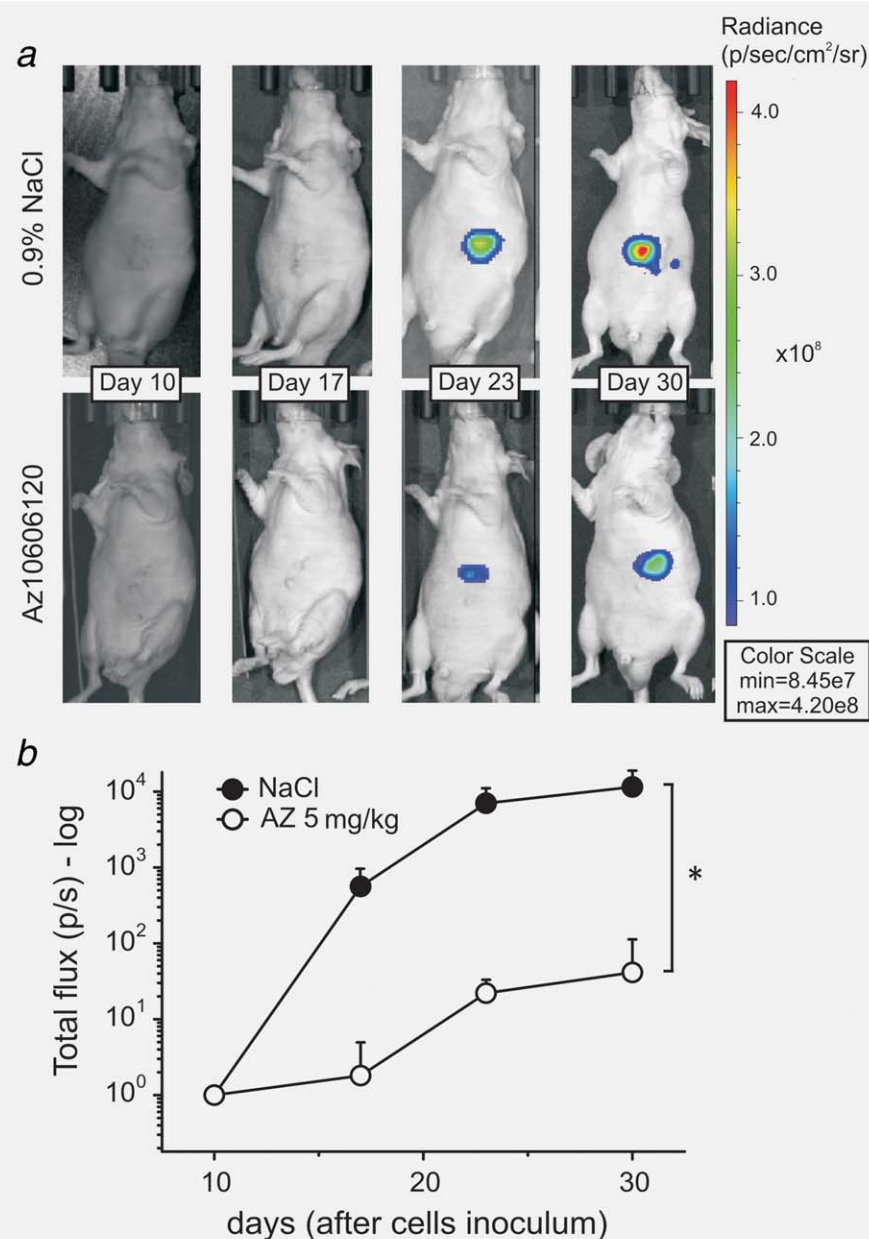 a
Radiance
(p/sec/cm²/sr)
0.9% NaCl
4.0
3.0
x10⁸
2.0
1.0
Day 10
Day 17
Day 23
Day 30
Az10606120
Color Scale
min=8.45e7
max=4.20e8
b
NaCl
AZ 5 mg/kg
Total flux (p/s) - log
10⁴
10³
10²
10¹
10⁰
*
10
20
30
days (after cells inoculum)